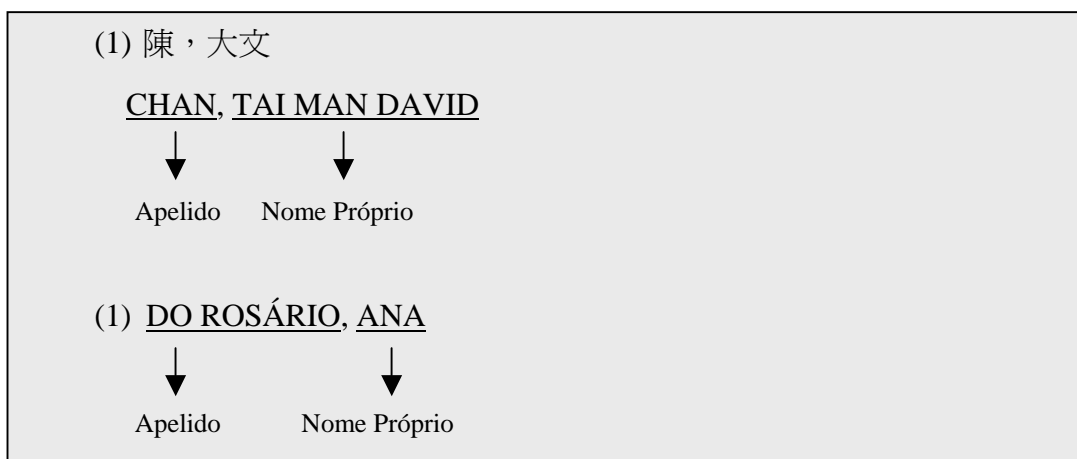 (1) 陳，大文
CHAN, TAI MAN DAVID
Apelido Nome Próprio
(1) DO ROSÁRIO, ANA
Apelido Nome Próprio